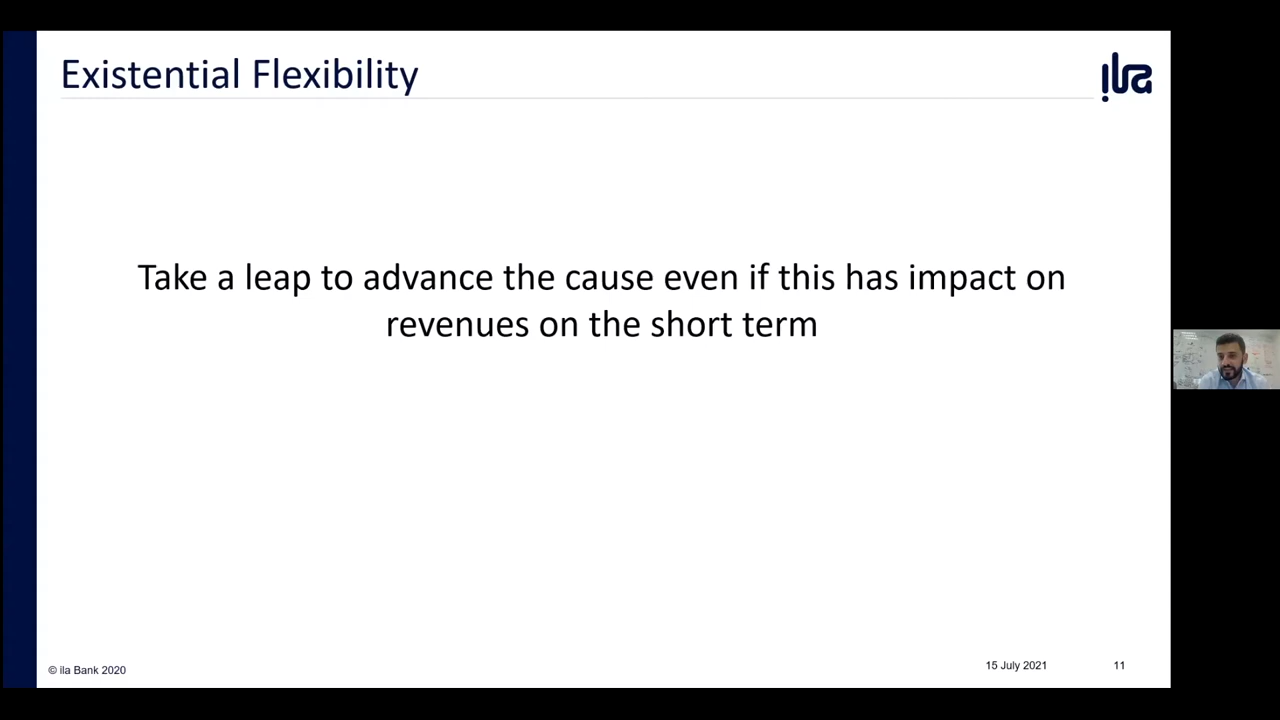 Existential Flexibility
ila
Take a leap to advance the cause even if this has impact on
revenues on the short term
© ila Bank 2020
15 July 2021
11